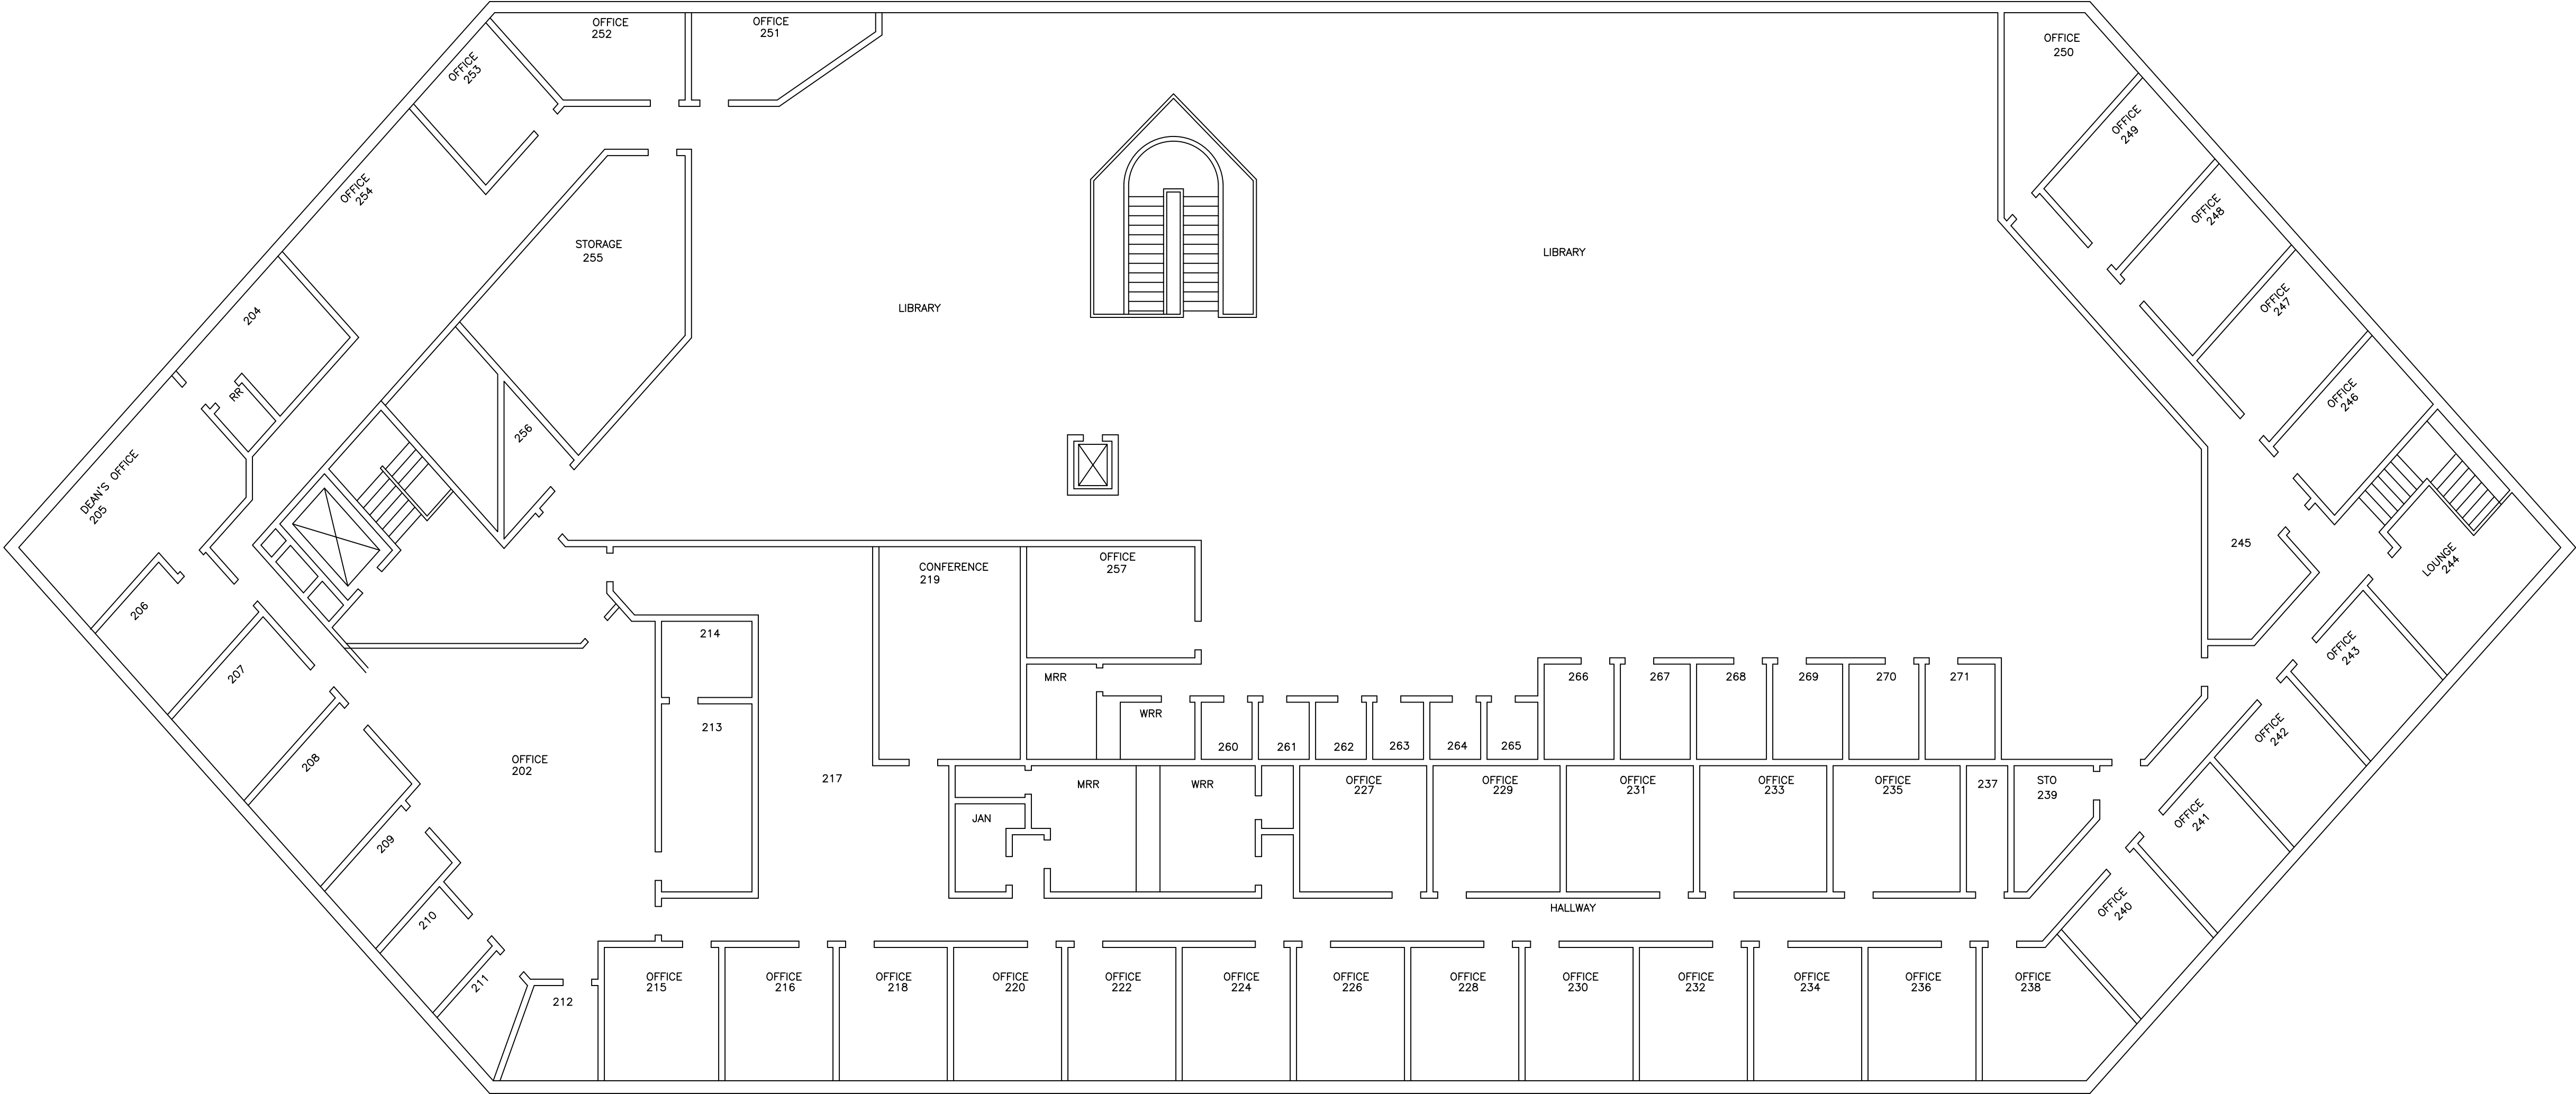 OFFICE
252
OFFICE
251
OFFICE
250
OFFICE
253
OFFICE
249
OFFICE
254
OFFICE
248
STORAGE
255
LIBRARY
LIBRARY
OFFICE
247
204
RR
OFFICE
246
256
DEAN'S OFFICE
205
245
LOUNGE
244
CONFERENCE
219
OFFICE
257
206
214
OFFICE
243
207
MRR
266
267
268
269
270
271
WRR
213
OFFICE
242
260
261
262
263
264
265
OFFICE
202
208
217
MRR
WRR
OFFICE
227
OFFICE
229
OFFICE
231
OFFICE
233
OFFICE
235
237
STO
239
JAN
OFFICE
241
209
HALLWAY
OFFICE
240
210
211
212
OFFICE
215
OFFICE
216
OFFICE
218
OFFICE
220
OFFICE
222
OFFICE
224
OFFICE
226
OFFICE
228
OFFICE
230
OFFICE
232
OFFICE
234
OFFICE
236
OFFICE
238